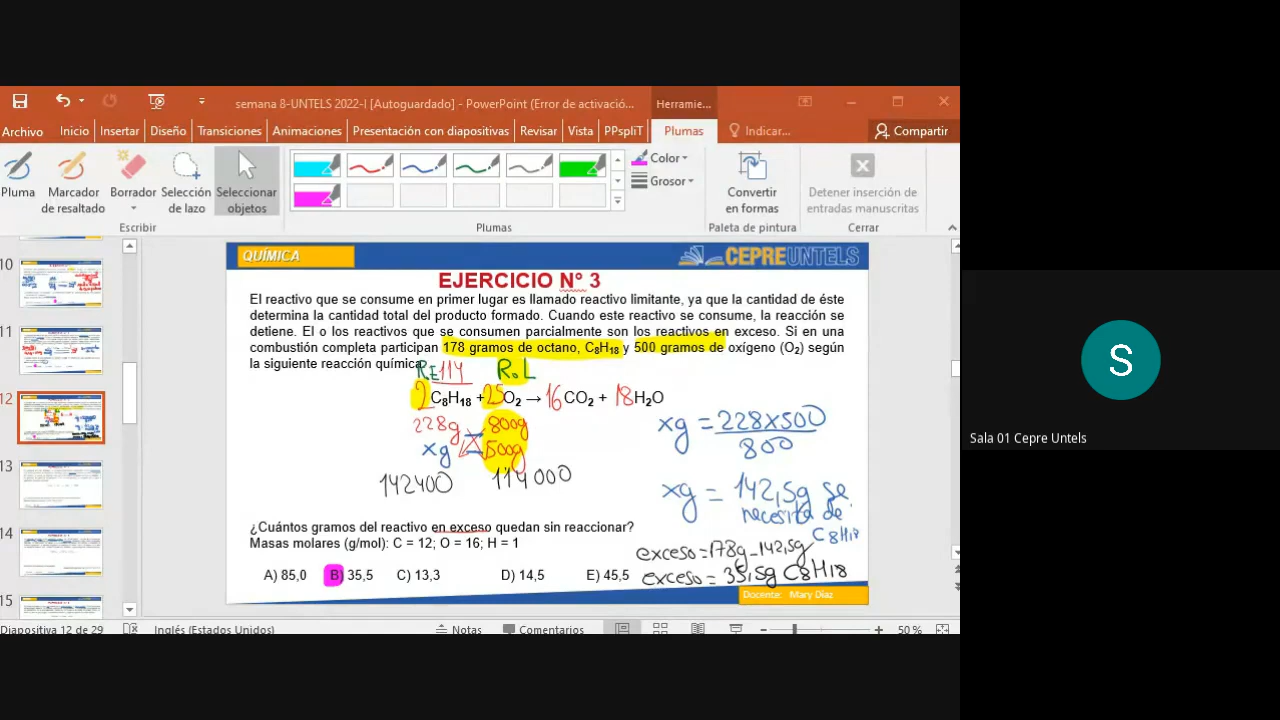 semana 8-UNTELS 2022-I [Autoguardado] - PowerPoint (Error de activació...
Herramie...
Archivo Inicio Insertar Diseño Transiciones Animaciones Presentación con diapositivas Revisar Vista PPspliT Plumas Indicar... Compartir
Pluma
Marcador de resaltado
Borrador
Selección de lazo
Seleccionar objetos
Color
Grosor
Convertir en formas
Detener inserción de entradas manuscritas
Escribir Plumas Paleta de pintura Cerrar
10
11
12
13
14
15
QUÍMICA
CEPREUNTELS
EJERCICIO N° 3
El reactivo que se consume en primer lugar es llamado reactivo limitante, ya que la cantidad de éste
determina la cantidad total del producto formado. Cuando este reactivo se consume, la reacción se
detiene. El o los reactivos que se consumen parcialmente son los reactivos en exceso. Si en una
combustión completa participan 178 gramos de octano, C₈H₁₈ y 500 gramos de oxígeno (O₂) según
la siguiente reacción química
R.E 114 R.L
2 C₈H₁₈ + 25 O₂ → 16 CO₂ + 18 H₂O
228g 800g
xg 500g
142400 114000
xg = 228x500
800
xg = 142,5g se
necesita de
C8H18
¿Cuántos gramos del reactivo en exceso quedan sin reaccionar?
Masas molares (g/mol): C = 12; O = 16; H = 1
exceso = 178g - 142,5g
exceso = 35,5g C8H18
A) 85,0 B) 35,5 C) 13,3 D) 14,5 E) 45,5
Docente: Mary Díaz
Diapositiva 12 de 29 Inglés (Estados Unidos) Notas Comentarios 50 %
S
Sala 01 Cepre Untels